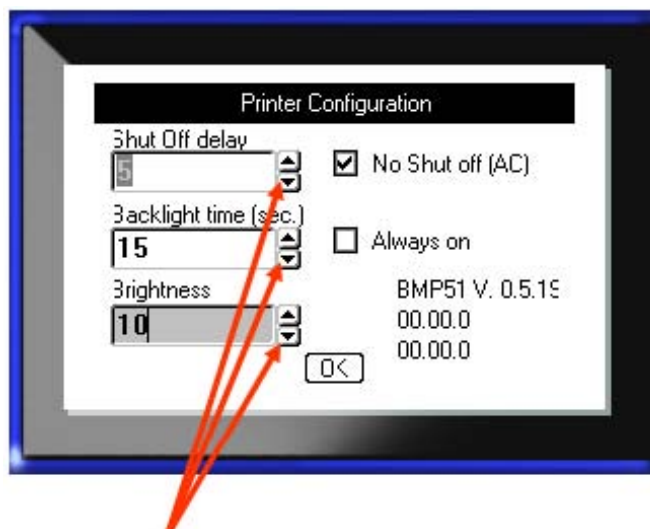 Printer Configuration
Shut Off delay
5
No Shut off (AC)
Backlight time (sec.)
15
Always on
Brightness
10
BMP51 V. 0.5.19
00.00.0
00.00.0
OK